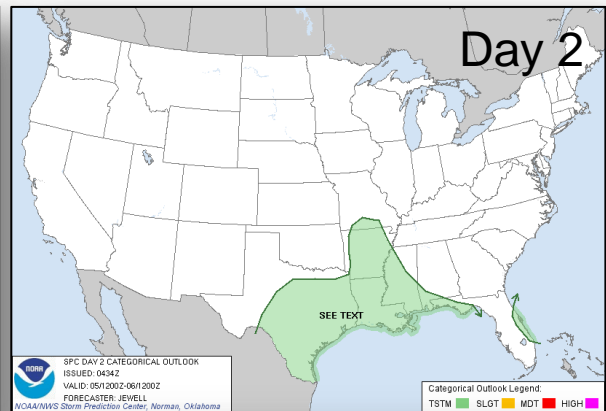 Day 2
SEE TEXT
NOAA
SPC DAY 2 CATEGORICAL OUTLOOK
ISSUED: 0434Z
VALID: 05/1200Z-06/1200Z
FORECASTER: JEWELL
NOAA/NWS Storm Prediction Center, Norman, Oklahoma
Categorical Outlook Legend:
TSTM SLGT MDT HIGH